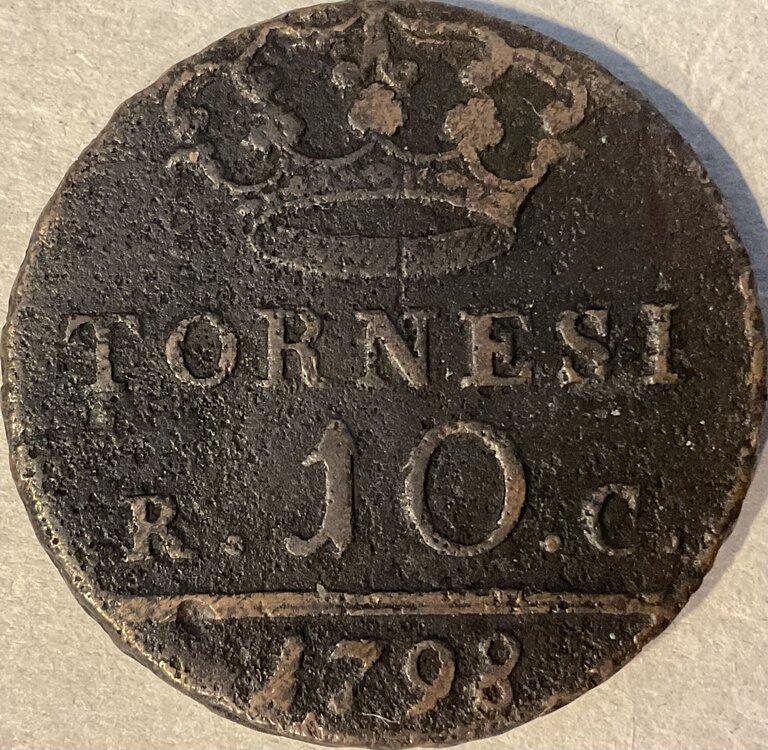 TORNESI
R. 10. C.
1798